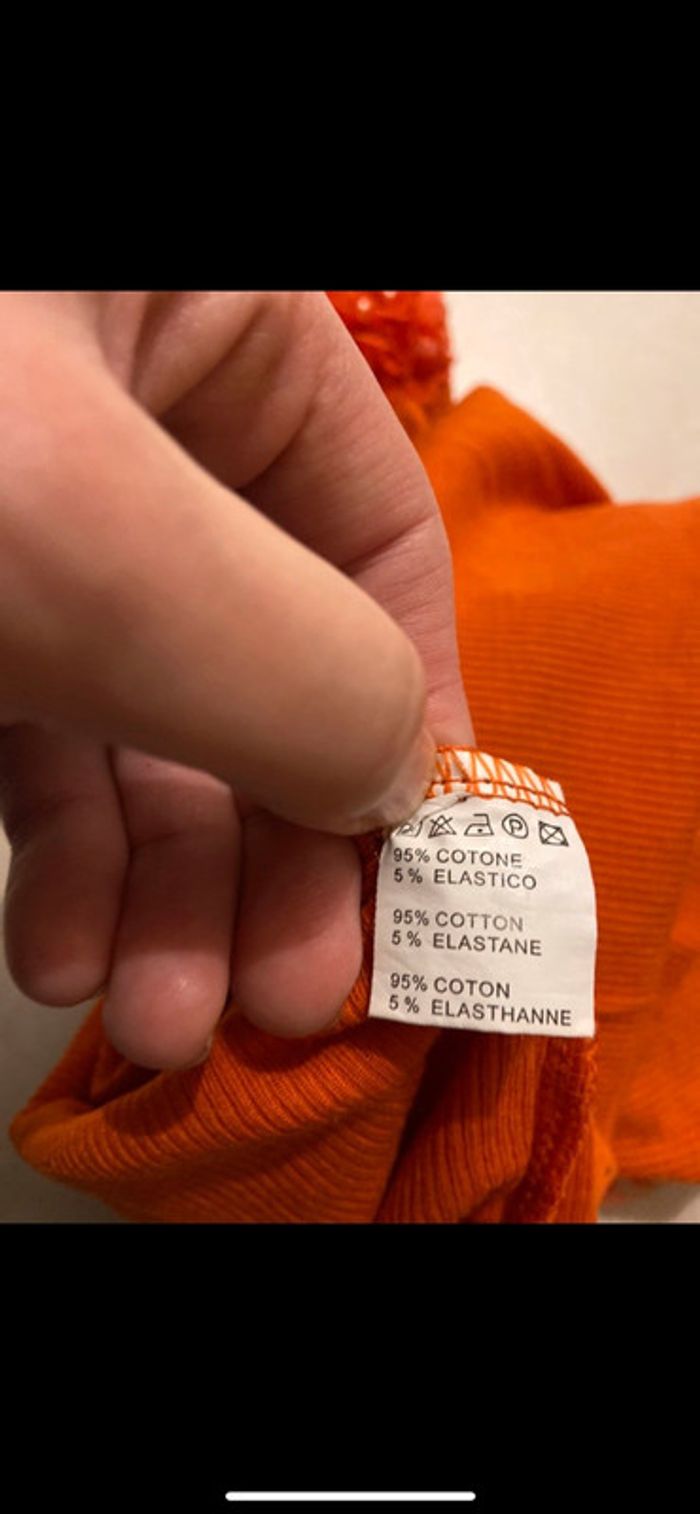 95% COTONE
5% ELASTICO
95% COTTON
5% ELASTANE
95% COTON
5% ELASTHANNE